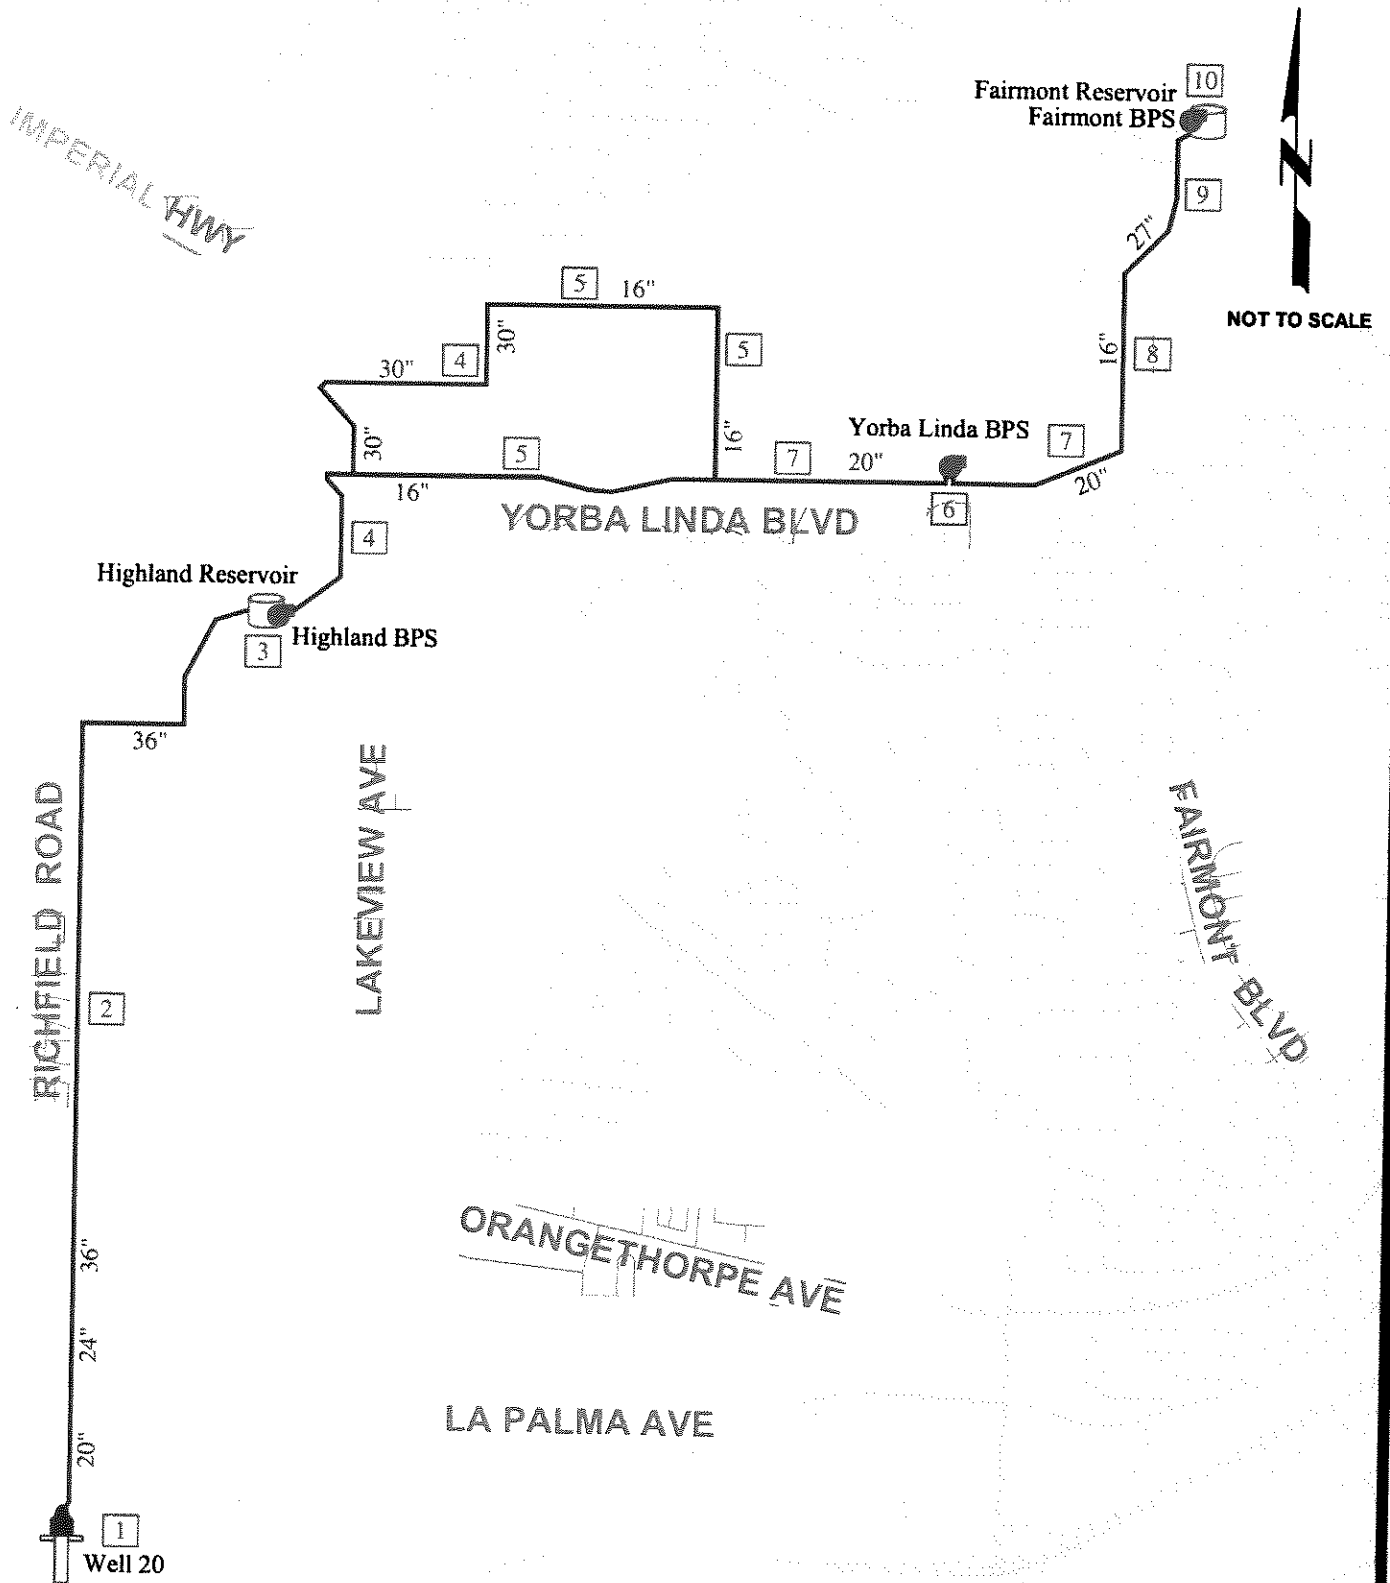 10
Fairmont Reservoir
Fairmont BPS
IMPERIAL HWY
9
27"
N
NOT TO SCALE
5
16"
30"
5
4
30"
16"
8
30"
16"
Yorba Linda BPS
7
5
7
20"
20"
16"
6
YORBA LINDA BLVD
4
Highland Reservoir
Highland BPS
3
36"
RICHFIELD ROAD
LAKEVIEW AVE
FAIRMONT BLVD
2
ORANGETHORPE AVE
36"
24"
LA PALMA AVE
20"
1
Well 20